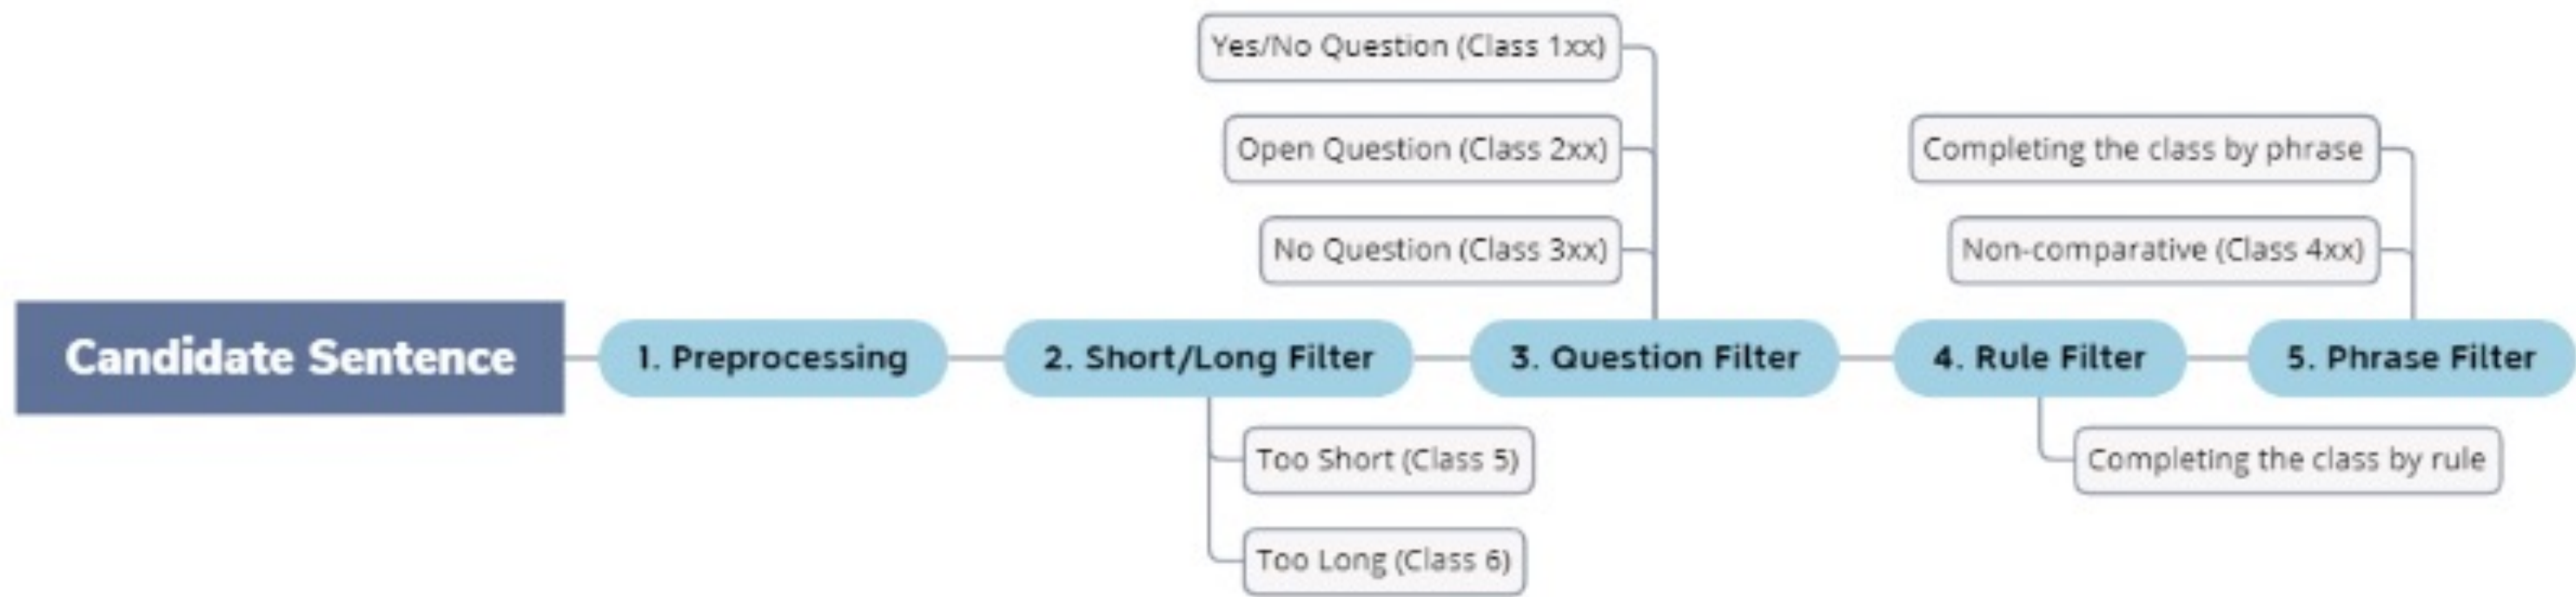 Yes/No Question (Class 1xx)
Open Question (Class 2xx)
Completing the class by phrase
No Question (Class 3xx)
Non-comparative (Class 4xx)
Candidate Sentence
1. Preprocessing
2. Short/Long Filter
3. Question Filter
4. Rule Filter
5. Phrase Filter
Too Short (Class 5)
Completing the class by rule
Too Long (Class 6)